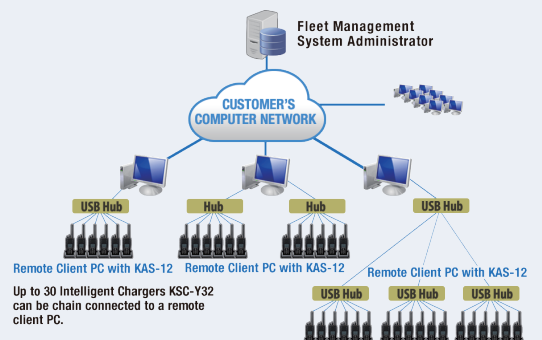 Fleet Management
System Administrator
CUSTOMER'S
COMPUTER NETWORK
USB Hub
Hub
Hub
USB Hub
Remote Client PC with KAS-12
Remote Client PC with KAS-12
Remote Client PC with KAS-12
Up to 30 Intelligent Chargers KSC-Y32
can be chain connected to a remote
client PC.
USB Hub
USB Hub
USB Hub